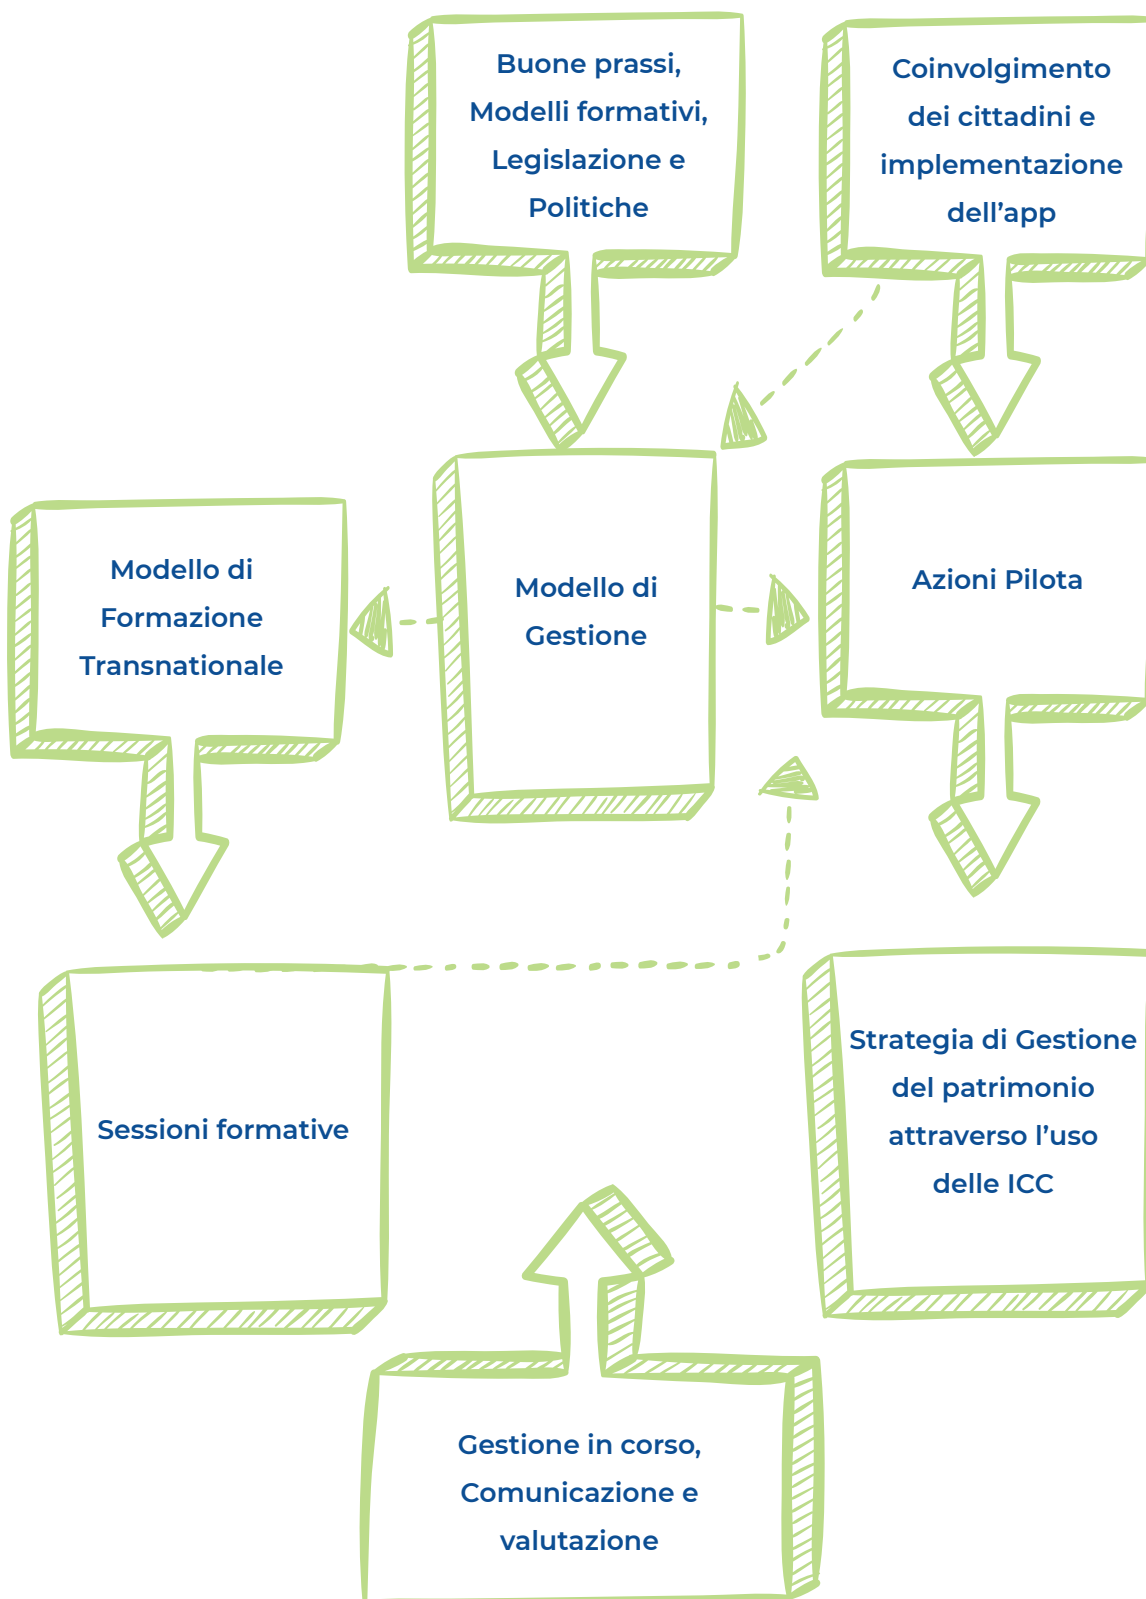 Buone prassi,
Modelli formativi,
Legislazione e
Politiche
Coinvolgimento
dei cittadini e
implementazione
dell’app
Modello di
Formazione
Transnationale
Modello di
Gestione
Azioni Pilota
Sessioni formative
Strategia di Gestione
del patrimonio
attraverso l’uso
delle ICC
Gestione in corso,
Comunicazione e
valutazione